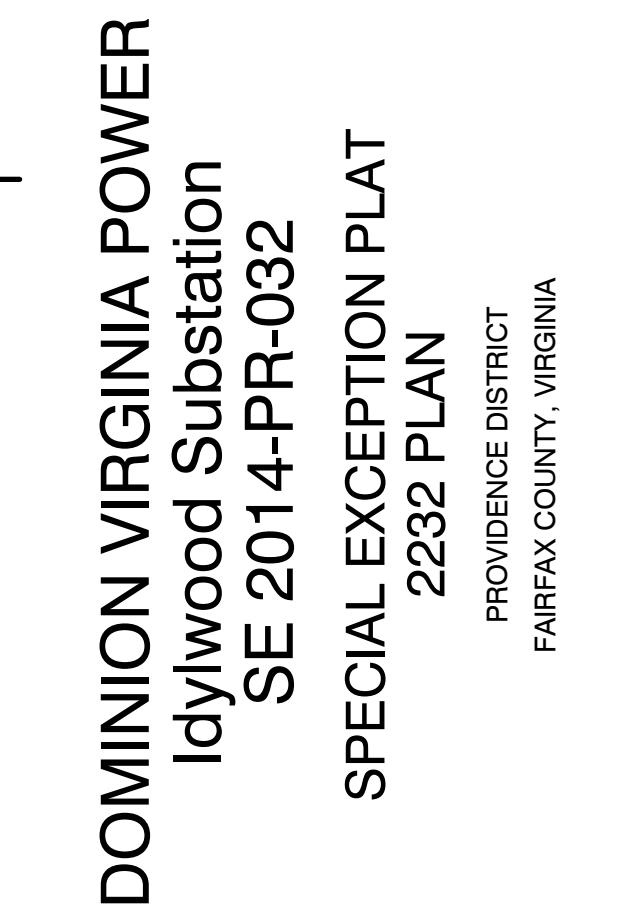 DOMINION VIRGINIA POWER
Idylwood Substation
SE 2014-PR-032
SPECIAL EXCEPTION PLAT
2232 PLAN
PROVIDENCE DISTRICT
FAIRFAX COUNTY, VIRGINIA